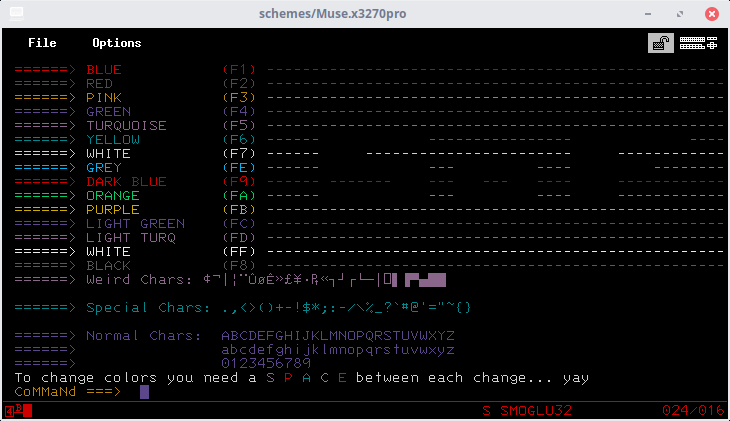 schemes/Muse.x3270pro
File Options
======> BLUE (F1) --------------------------------------------------
======> RED (F2) --------------------------------------------------
======> PINK (F3) --------------------------------------------------
======> GREEN (F4) --------------------------------------------------
======> TURQUOISE (F5) --------------------------------------------------
======> YELLOW (F6) --------------------------------------------------
======> WHITE (F7) ------ --- --- ---
======> GREY (FE) ------ --- --- ---
======> DARK BLUE (F9) ------ --- --- ---
======> ORANGE (FA) ------ --- --- ---
======> PURPLE (FB) --------------------------------------------------
======> LIGHT GREEN (FC) --------------------------------------------------
======> LIGHT TURQ (FD) --------------------------------------------------
======> WHITE (FF) --------------------------------------------------
======> BLACK (F8) --------------------------------------------------
======> Weird Chars: ¢¬|¦¨ÛøÊ»£¥·
======> Special Chars: .,<>()+-!$*;:-/\%_?`#@'="~{}
======> Normal Chars: ABCDEFGHIJKLMNOPQRSTUVWXYZ
======> abcdefghijklmnopqrstuvwxyz
======> 0123456789
To change colors you need a S P A C E between each change... yay
CoMMaNd ===>
4 B S SMOGLU32 024/016